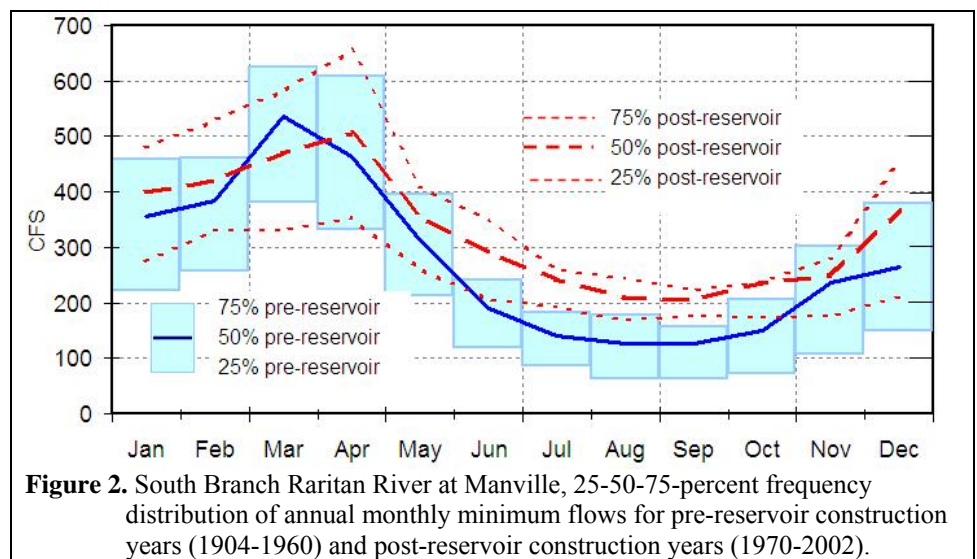 700
600
500
400
300
200
100
0
CFS
75% post-reservoir
50% post-reservoir
25% post-reservoir
75% pre-reservoir
50% pre-reservoir
25% pre-reservoir
Jan Feb Mar Apr May Jun Jul Aug Sep Oct Nov Dec
Figure 2. South Branch Raritan River at Manville, 25-50-75-percent frequency
distribution of annual monthly minimum flows for pre-reservoir construction
years (1904-1960) and post-reservoir construction years (1970-2002).